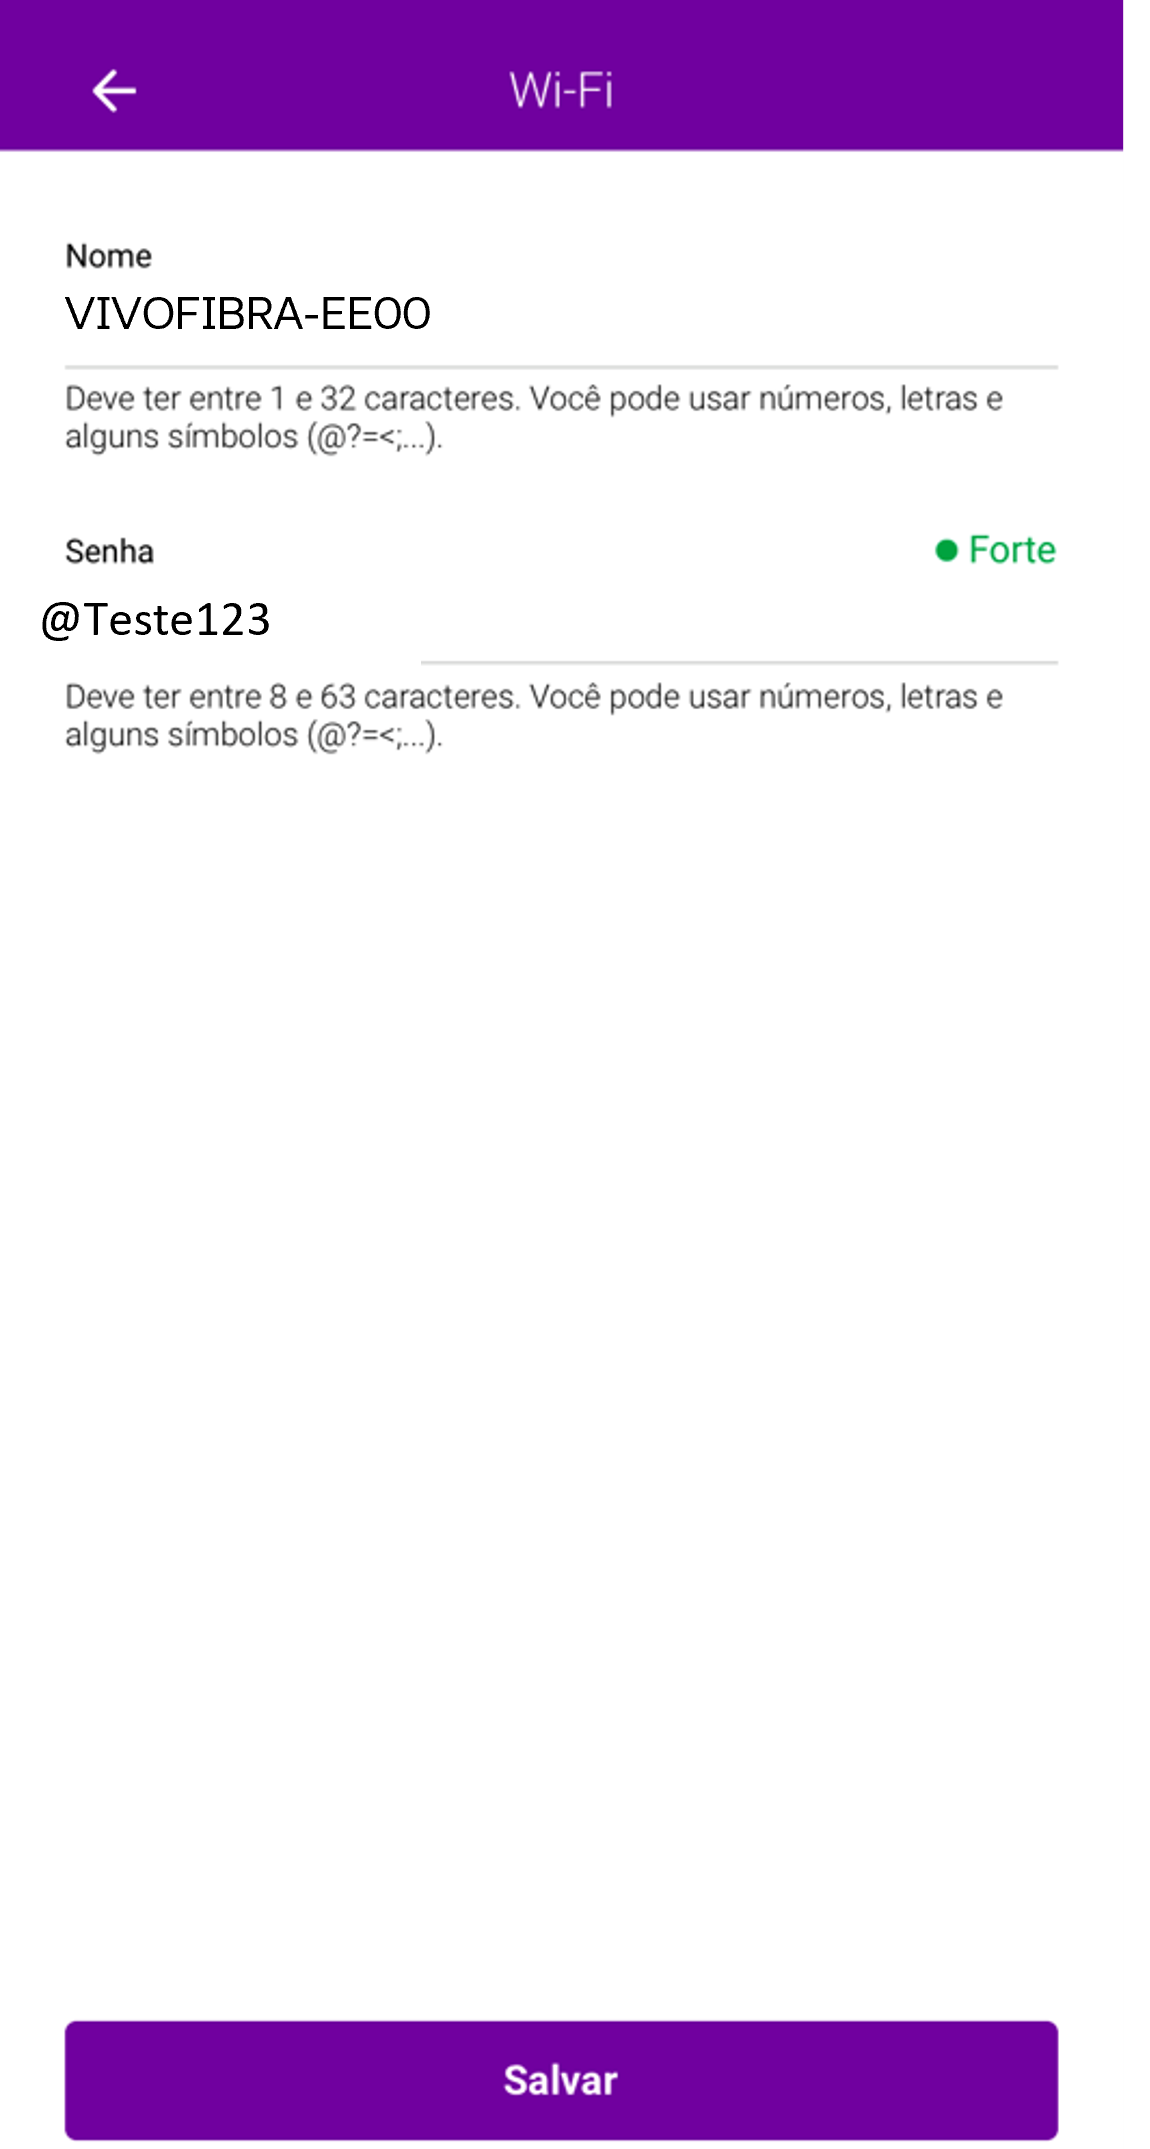 Wi-Fi
Nome
VIVOFIBRA-EE00
Deve ter entre 1 e 32 caracteres. Você pode usar números, letras e
alguns símbolos (@?=<;...).
Senha
Forte
@Teste123
Deve ter entre 8 e 63 caracteres. Você pode usar números, letras e
alguns símbolos (@?=<;...).
Salvar